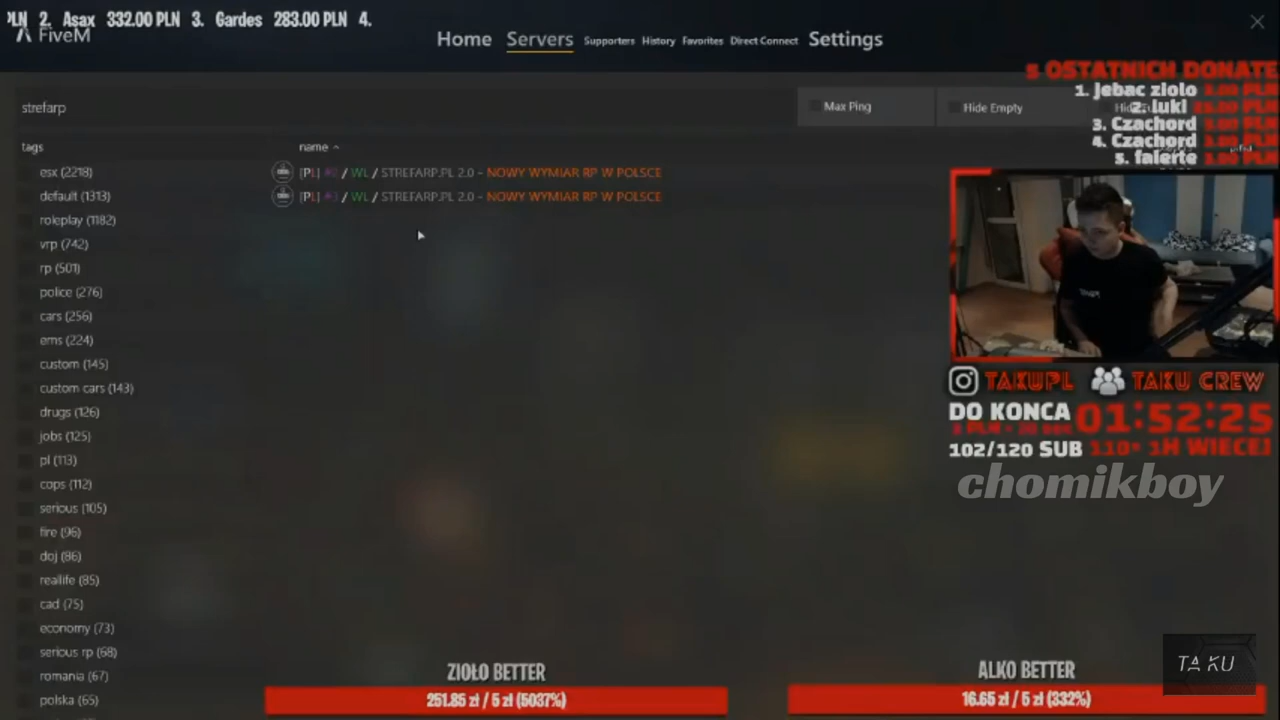 PLN 2. Asax 332.00 PLN 3. Gardes 283.00 PLN 4.
FiveM
Home Servers Supporters History Favorites Direct Connect Settings
strefarp
Max Ping
Hide Empty
5 OSTATNICH DONATE
1. Jebac ziolo 3.00 PLN
2. luki
3. Czachord
4. Czachord
5. falerte
tags
name
esx (2218)
default (1313)
roleplay (1182)
vrp (742)
rp (501)
police (276)
cars (256)
ems (224)
custom (145)
custom cars (143)
drugs (126)
jobs (125)
pl (113)
cops (112)
serious (105)
fire (96)
doj (86)
reallife (85)
cad (75)
economy (73)
serious rp (68)
romania (67)
polska (65)
[PL] / WL / STREFARP.PL 2.0 - NOWY WYMIAR RP W POLSCE
[PL] / WL / STREFARP.PL 2.0 - NOWY WYMIAR RP W POLSCE
TAKUPL TAKU CREW
DO KONCA 01:52:25
102/120 SUB 110= 1H WIECEJ
chomikboy
TAKU
ZIOŁO BETTER
251.85 zł / 5 zł (5037%)
ALKO BETTER
16.65 zł / 5 zł (332%)